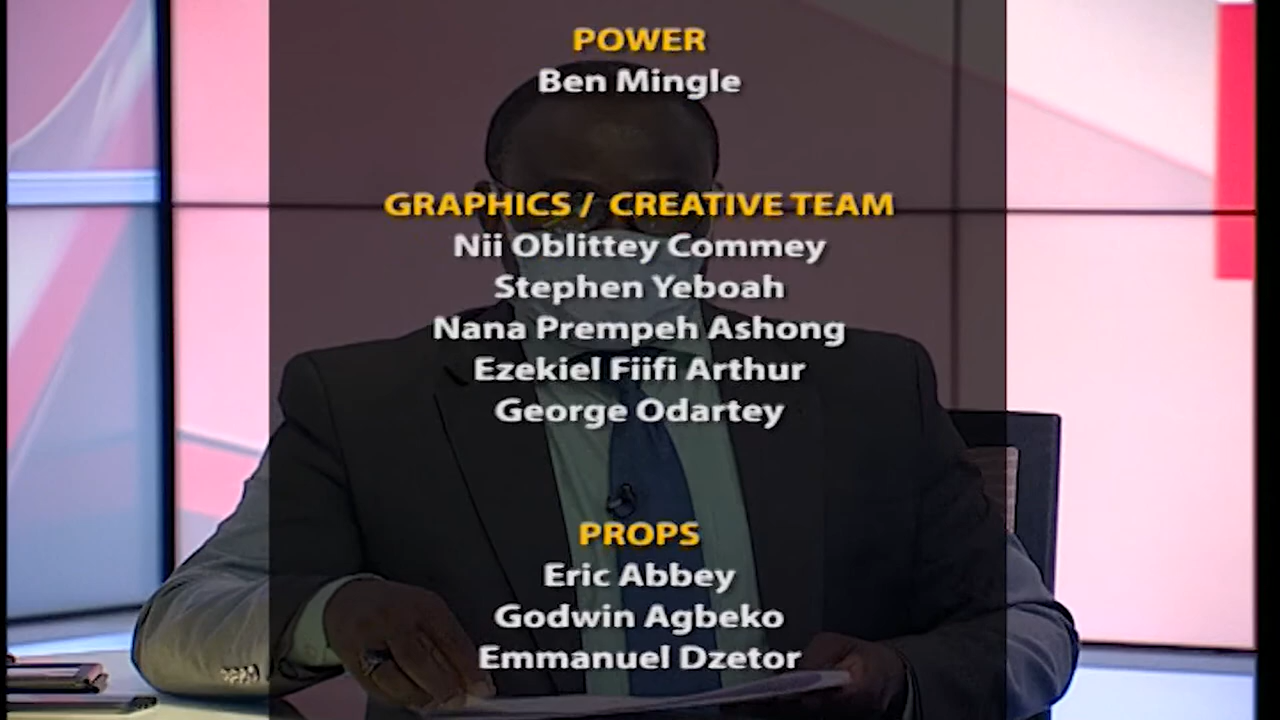 POWER
Ben Mingle
GRAPHICS / CREATIVE TEAM
Nii Oblittey Commey
Stephen Yeboah
Nana Prempeh Ashong
Ezekiel Fiifi Arthur
George Odartey
PROPS
Eric Abbey
Godwin Agbeko
Emmanuel Dzetor